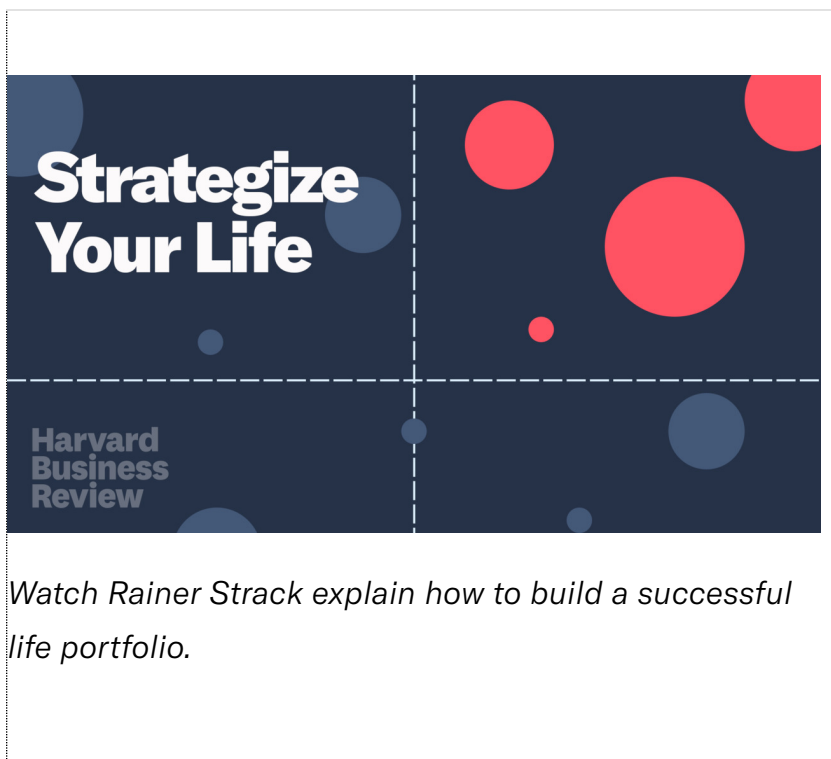 Strategize
Your Life
Harvard
Business
Review
Watch Rainer Strack explain how to build a successful
life portfolio.